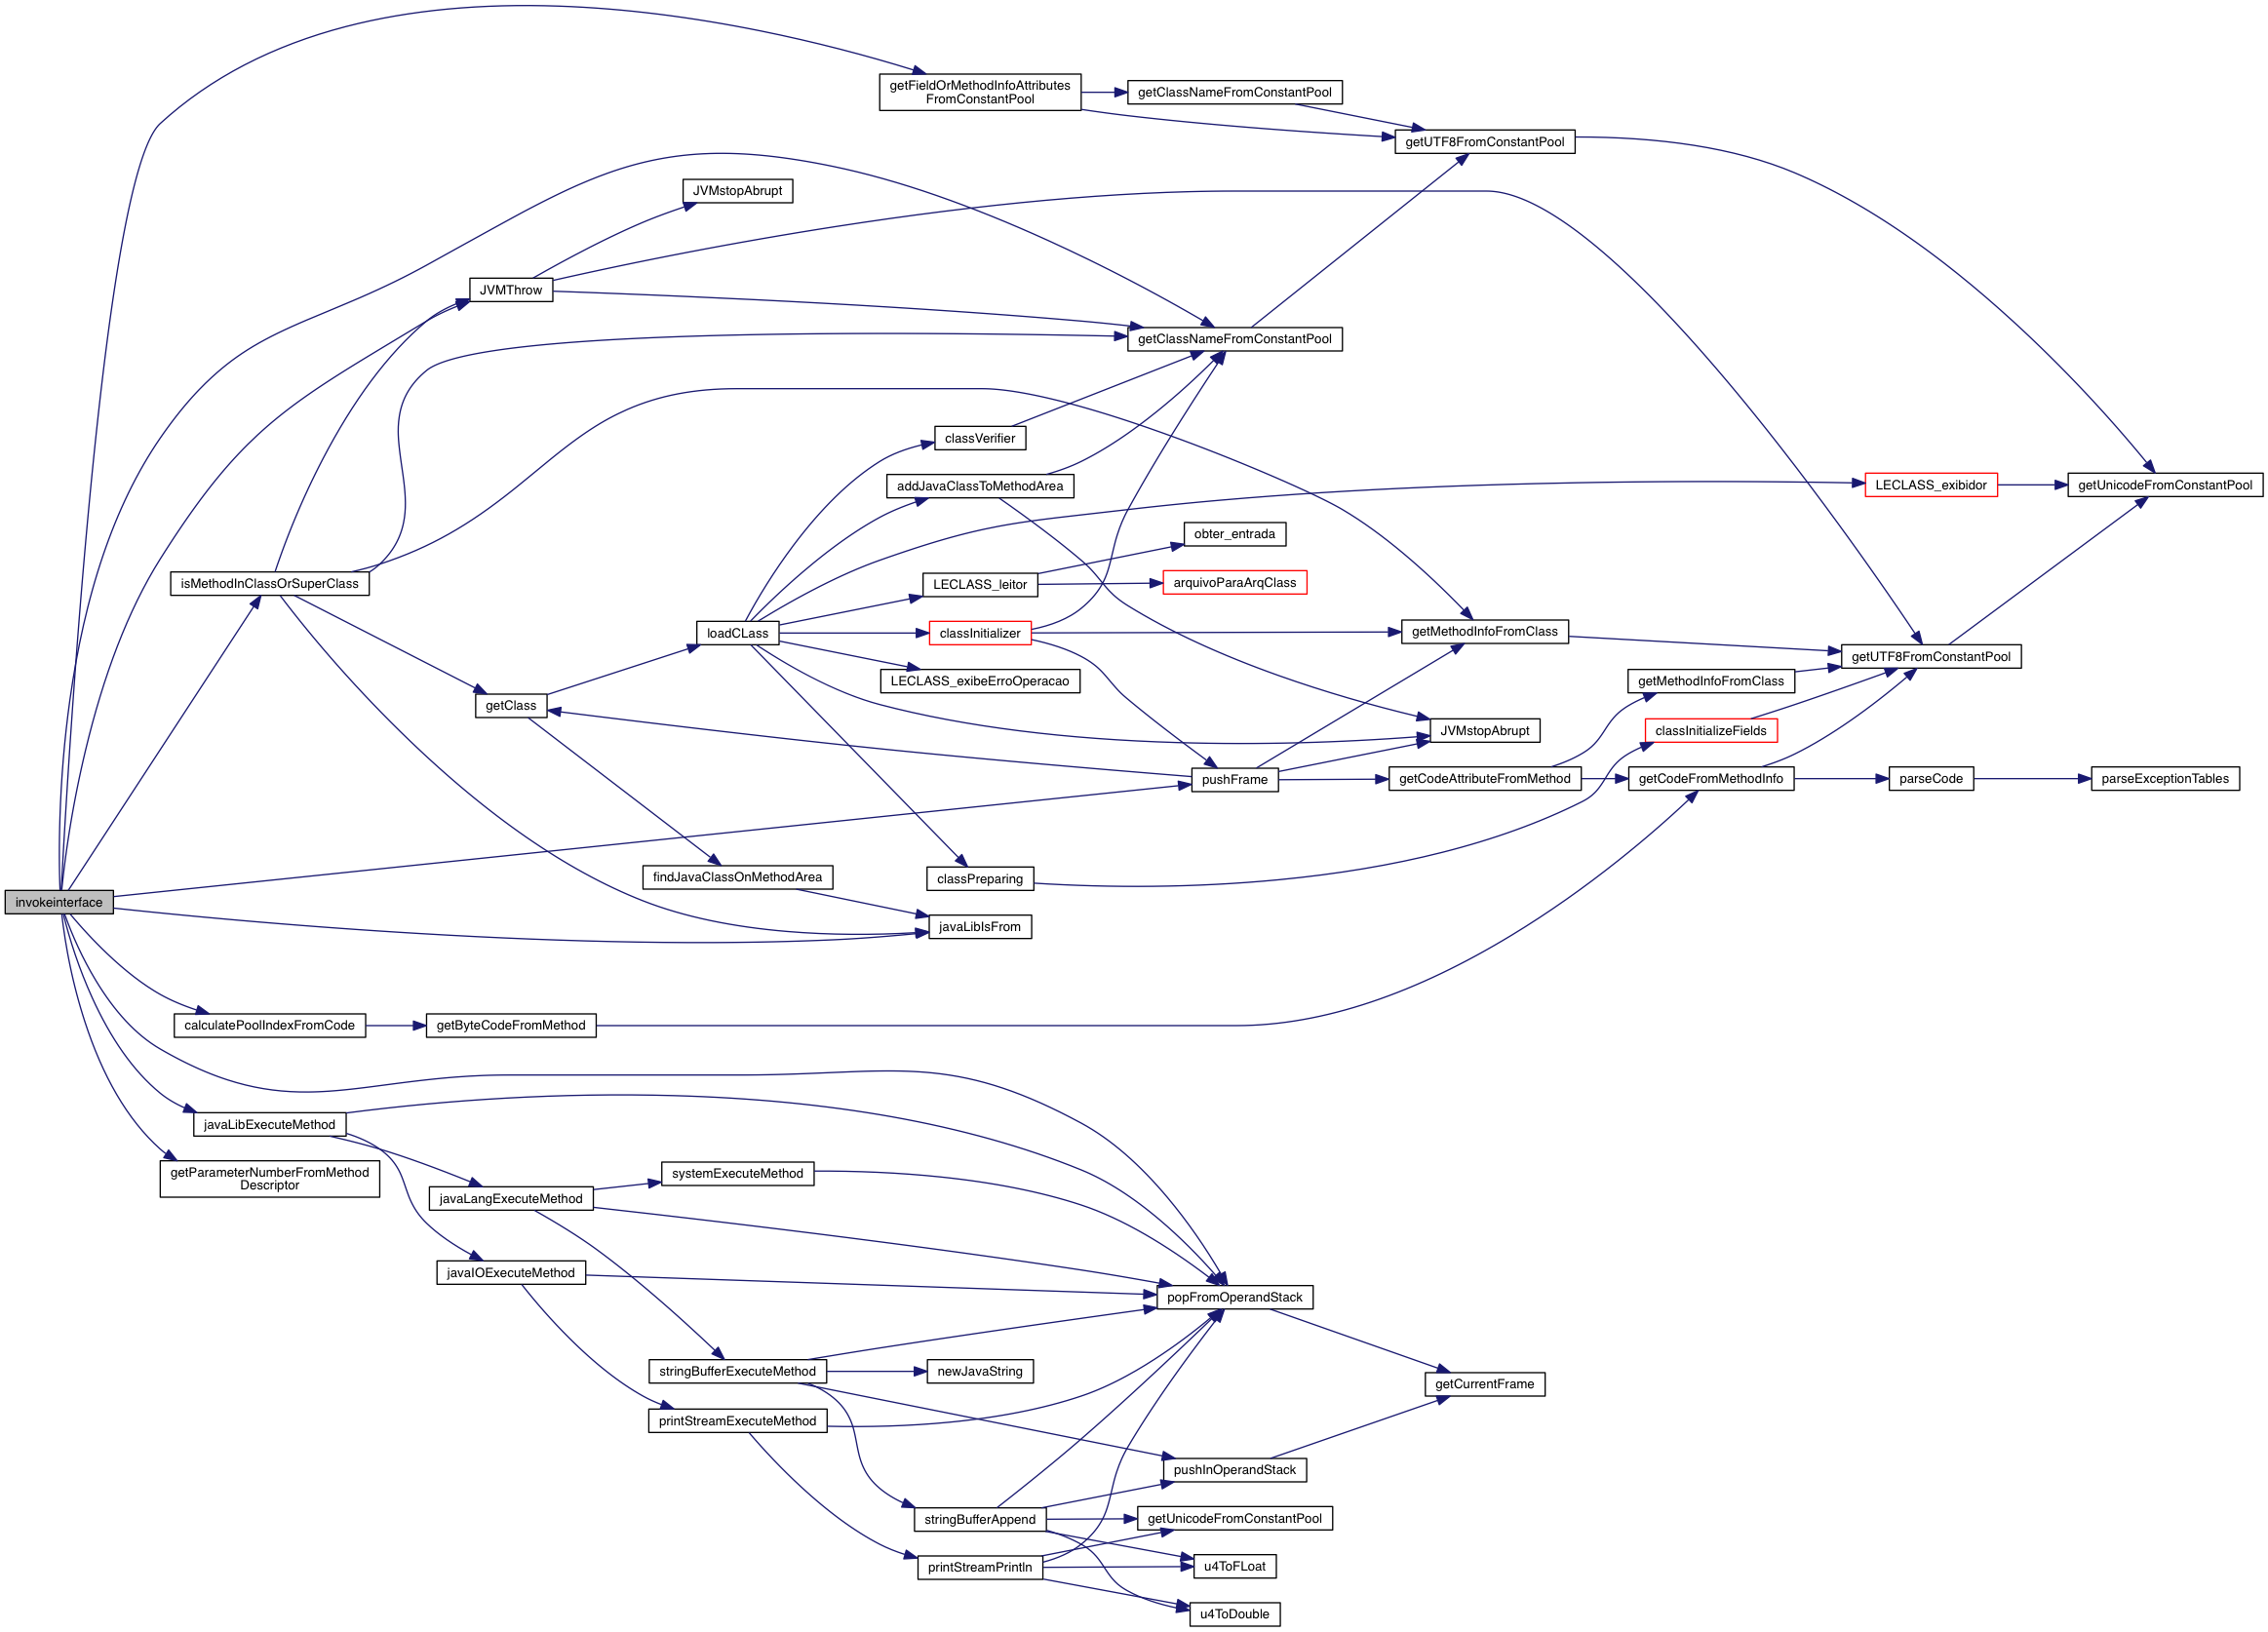 getFieldOrMethodInfoAttributes
FromConstantPool
getClassNameFromConstantPool
getUTF8FromConstantPool
JVMstopAbrupt
JVMThrow
getClassNameFromConstantPool
classVerifier
addJavaClassToMethodArea
LECLASS_exibidor
getUnicodeFromConstantPool
obter_entrada
isMethodInClassOrSuperClass
LECLASS_leitor
arquivoParaArqClass
loadCLass
classInitializer
getMethodInfoFromClass
getUTF8FromConstantPool
LECLASS_exibeErroOperacao
getMethodInfoFromClass
getClass
JVMstopAbrupt
classInitializeFields
pushFrame
getCodeAttributeFromMethod
getCodeFromMethodInfo
parseCode
parseExceptionTables
findJavaClassOnMethodArea
classPreparing
invokeinterface
javaLibIsFrom
calculatePoolIndexFromCode
getByteCodeFromMethod
javaLibExecuteMethod
getParameterNumberFromMethod
Descriptor
systemExecuteMethod
javaLangExecuteMethod
javaIOExecuteMethod
popFromOperandStack
stringBufferExecuteMethod
newJavaString
getCurrentFrame
printStreamExecuteMethod
pushInOperandStack
stringBufferAppend
getUnicodeFromConstantPool
printStreamPrintln
u4ToFLoat
u4ToDouble